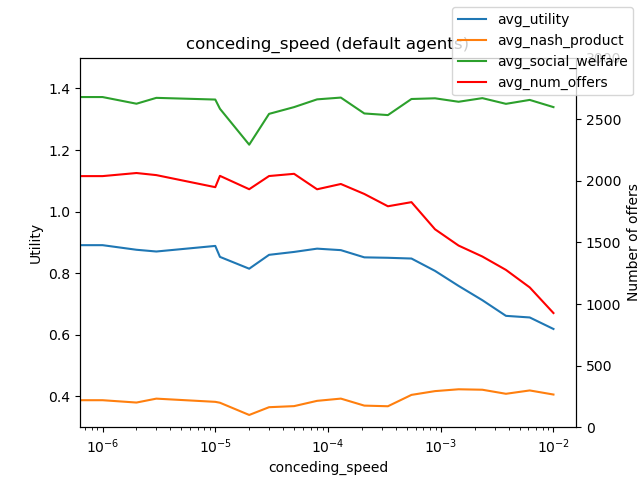 conceding_speed (default agents)
avg_utility
avg_nash_product
avg_social_welfare
avg_num_offers
Utility
1.4
1.2
1.0
0.8
0.6
0.4
3000
2500
2000
1500
1000
500
0
Number of offers
10⁻⁶
10⁻⁵
10⁻⁴
10⁻³
10⁻²
conceding_speed